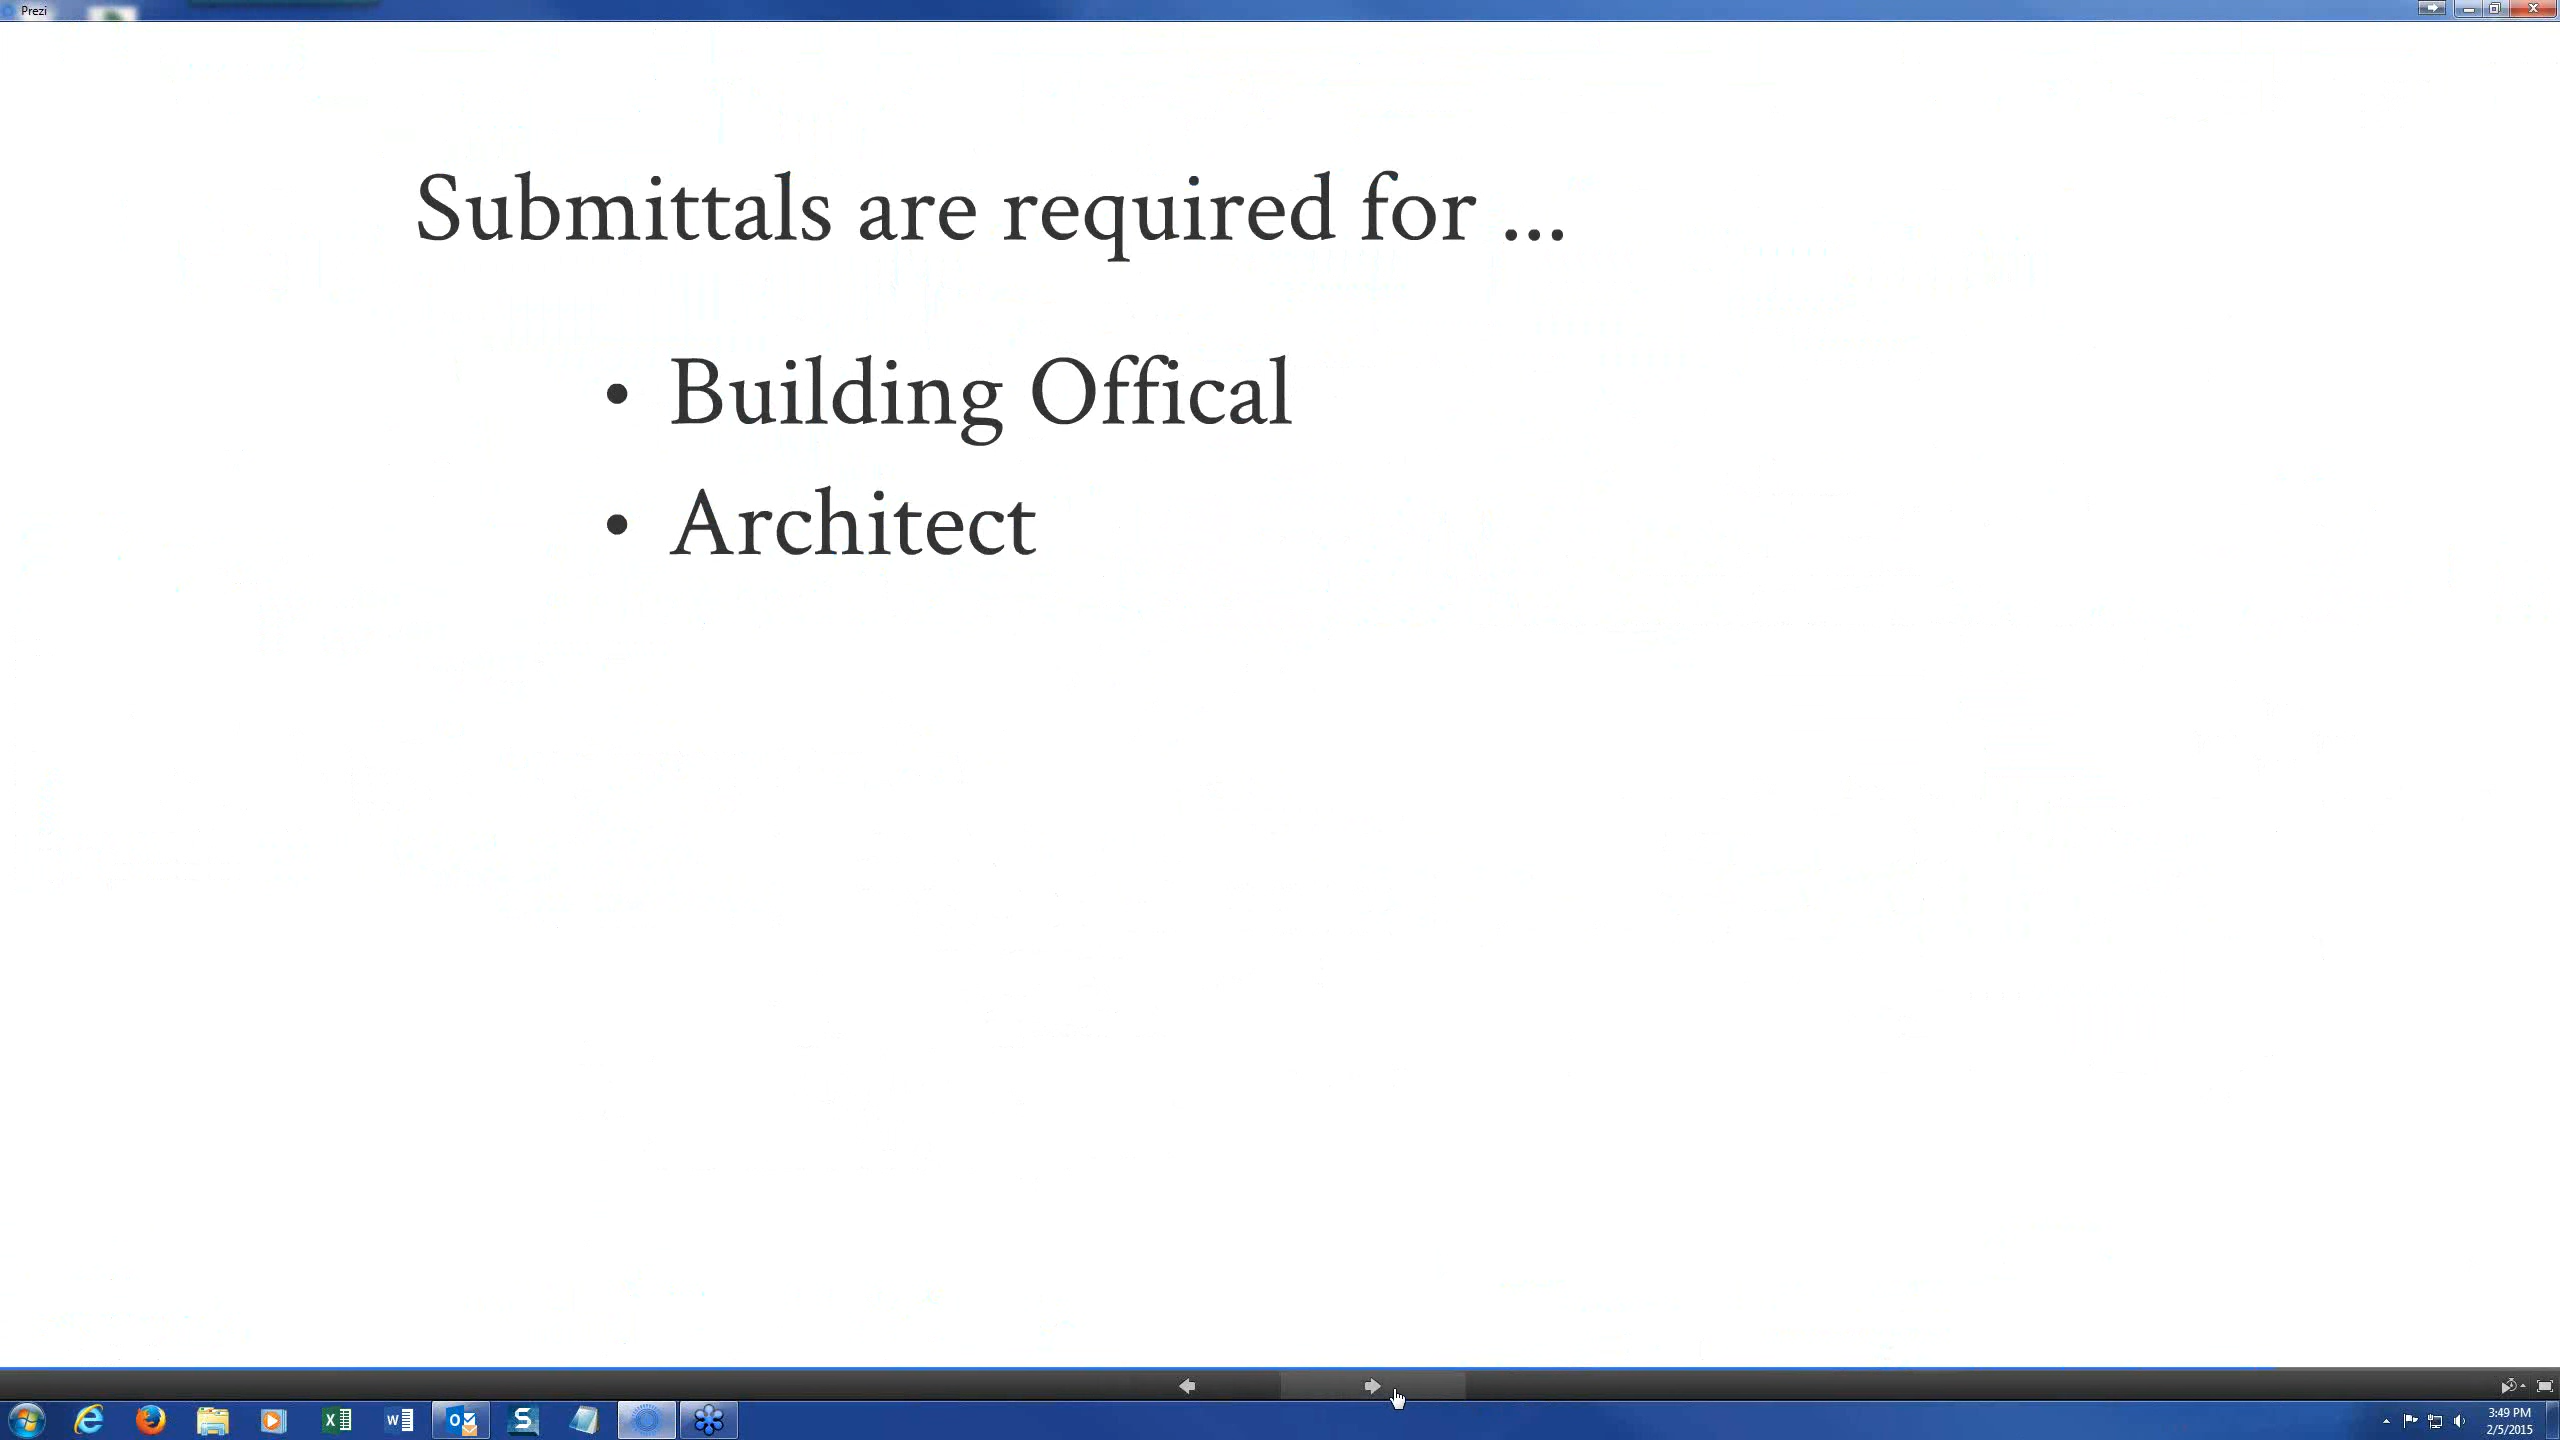 Prezi
Submittals are required for ...
• Building Offical
• Architect
3:49 PM
2/5/2015